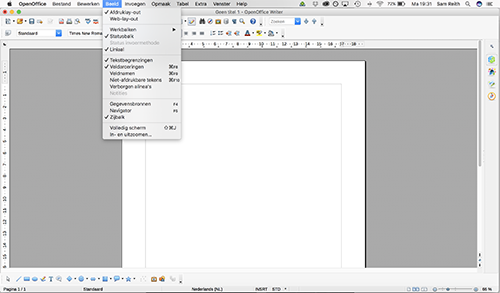 OpenOffice Bestand Bewerken Beeld Invoegen Opmaak Tabel Extra Venster Help Ma 19:31 Sam Reith
Geen titel 1 - OpenOffice Writer
Afdruklay-out
Web-lay-out
Zoeken
Werkbalken
Standaard Times New
Statusbalk
Liniaal
Tekstbegrenzingen
Veldarceringen ⌘F8
Veldnamen ⌘F9
Niet-afdrukbare tekens ⌘F10
Verborgen alinea's
Notities
Gegevensbronnen F4
Navigator F5
Zijbalk
Volledig scherm ⇧⌘J
In- en uitzoomen...
Pagina 1 / 1 Standaard Nederlands (NL) INSRT STD